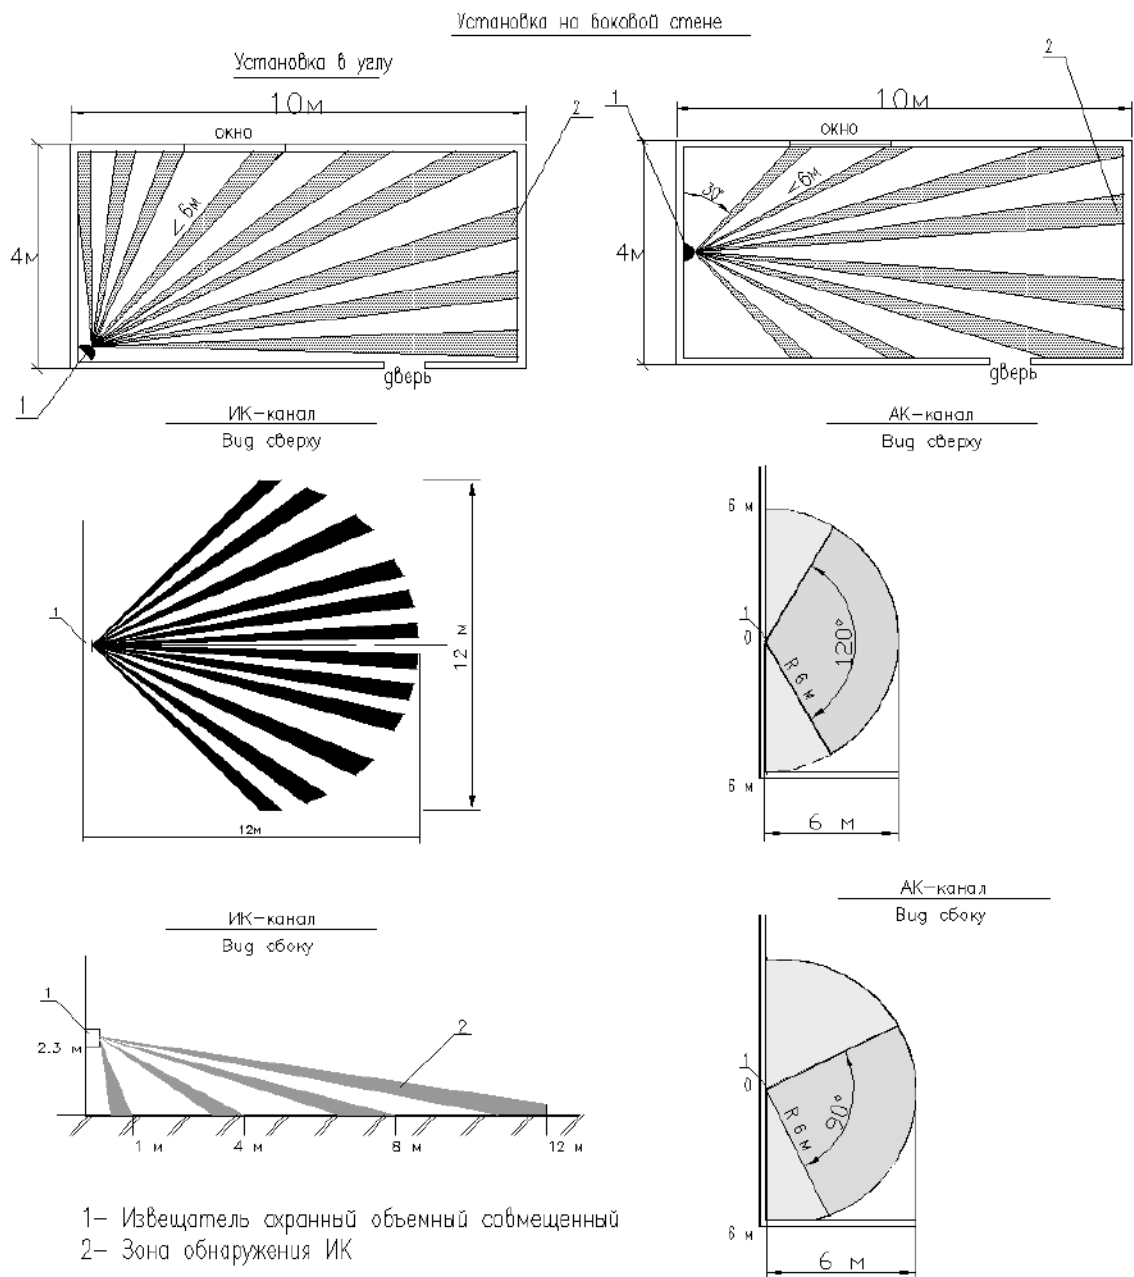 Установка на боковой стене
Установка в углу
2
10м
1
2
10м
окно
окно
<6м
30°
<6м
4м
4м
дверь
дверь
1
ИК-канал
Вид сверху
АК-канал
Вид сверху
6 м
1
1
0
120°
12 м
R 6 м
6 м
12м
6 м
АК-канал
Вид сбоку
ИК-канал
Вид сбоку
1
2
2.3 м
1
0
90°
R 6 м
1 м
4 м
8 м
12 м
6 м
6 м
1- Извещатель охранный объемный совмещенный
2- Зона обнаружения ИК